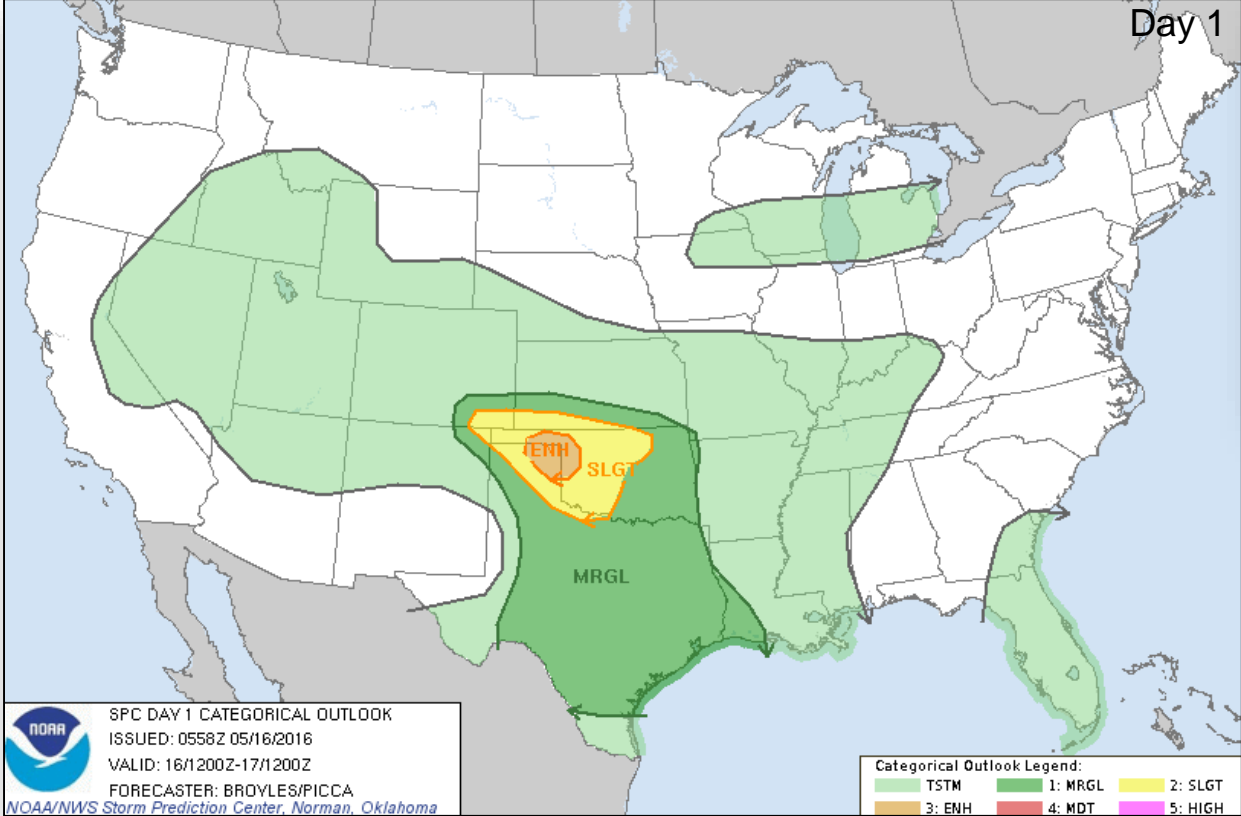 Day 1
ENH
SLGT
MRGL
NOAA
SPC DAY 1 CATEGORICAL OUTLOOK
ISSUED: 0558Z 05/16/2016
VALID: 16/1200Z-17/1200Z
FORECASTER: BROYLES/PICCA
NOAA/NWS Storm Prediction Center, Norman, Oklahoma
Categorical Outlook Legend:
TSTM 1: MRGL 2: SLGT
3: ENH 4: MDT 5: HIGH